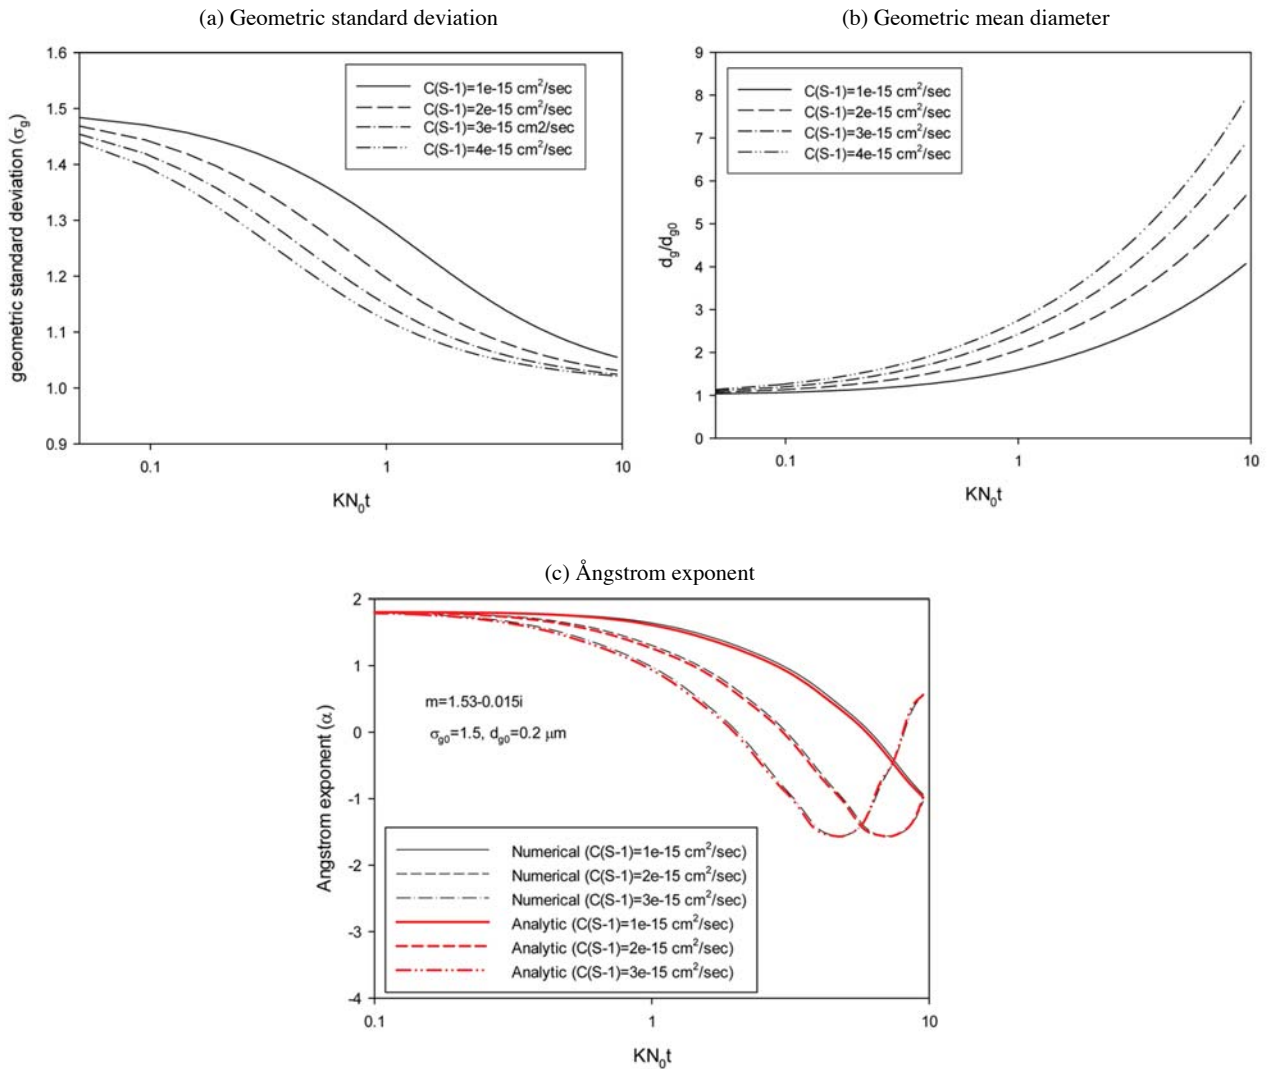 (a) Geometric standard deviation
geometric standard deviation (σg)
1.6
1.5
1.4
1.3
1.2
1.1
1.0
0.9
C(S-1)=1e-15 cm²/sec
C(S-1)=2e-15 cm²/sec
C(S-1)=3e-15 cm2/sec
C(S-1)=4e-15 cm²/sec
0.1 1 10
KN₀t
(b) Geometric mean diameter
dg/dg0
9
8
7
6
5
4
3
2
1
0
C(S-1)=1e-15 cm²/sec
C(S-1)=2e-15 cm²/sec
C(S-1)=3e-15 cm²/sec
C(S-1)=4e-15 cm²/sec
0.1 1 10
KN₀t
(c) Ångstrom exponent
Angstrom exponent (α)
2
1
0
-1
-2
-3
-4
m=1.53-0.015i
σg0=1.5, dg0=0.2 μm
Numerical (C(S-1)=1e-15 cm²/sec)
Numerical (C(S-1)=2e-15 cm²/sec)
Numerical (C(S-1)=3e-15 cm²/sec)
Analytic (C(S-1)=1e-15 cm²/sec)
Analytic (C(S-1)=2e-15 cm²/sec)
Analytic (C(S-1)=3e-15 cm²/sec)
0.1 1 10
KN₀t